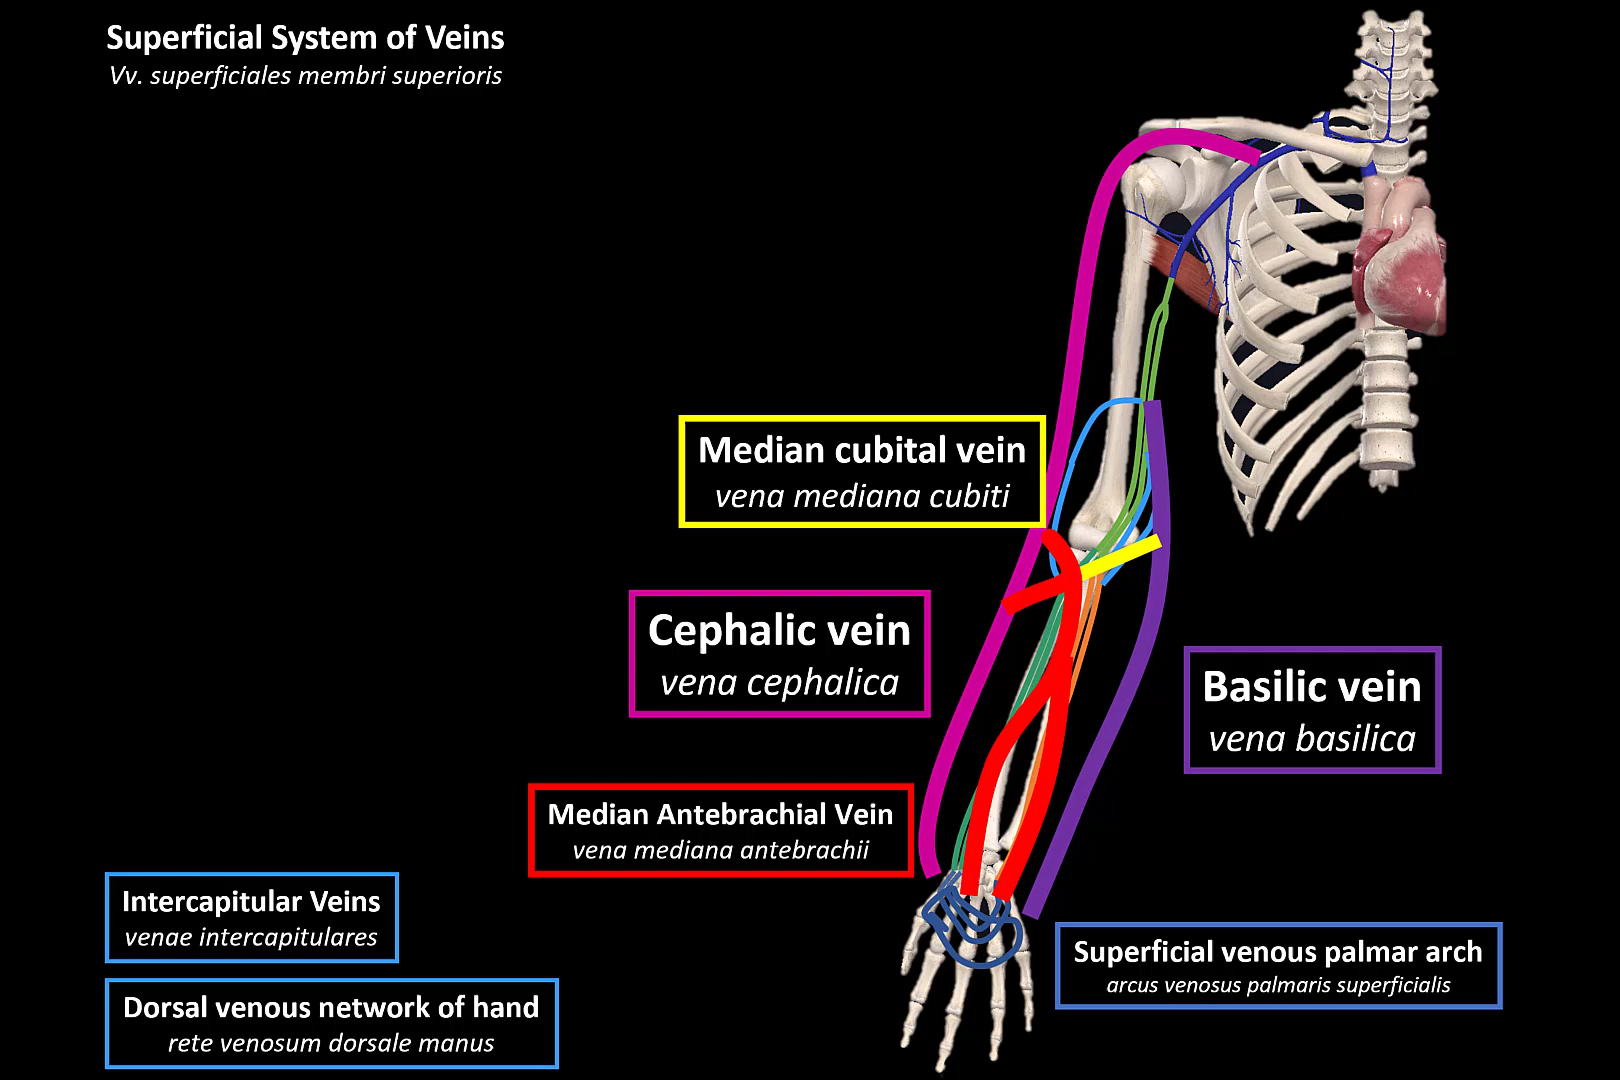 Superficial System of Veins
Vv. superficiales membri superioris
Median cubital vein
vena mediana cubiti
Cephalic vein
vena cephalica
Basilic vein
vena basilica
Median Antebrachial Vein
vena mediana antebrachii
Intercapitular Veins
venae intercapitulares
Superficial venous palmar arch
arcus venosus palmaris superficialis
Dorsal venous network of hand
rete venosum dorsale manus